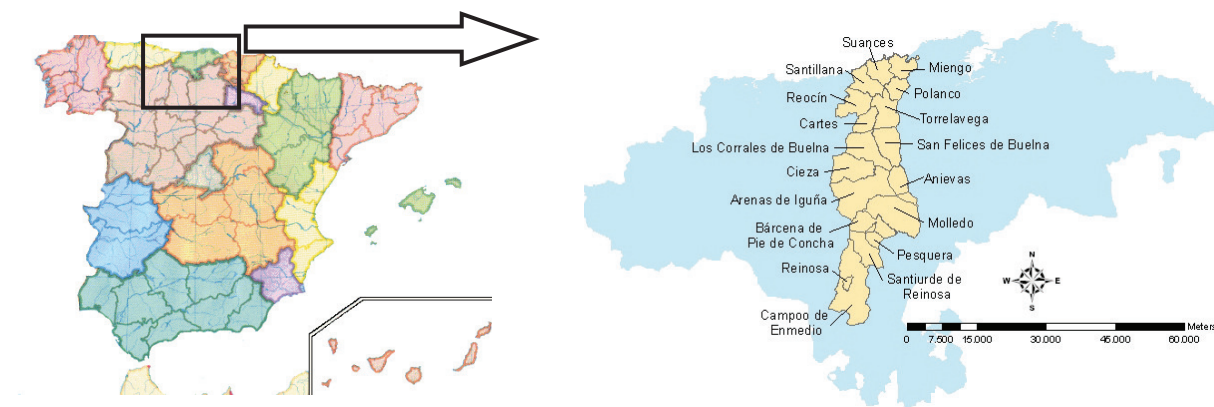 Suances
Santillana
Miengo
Reocín
Polanco
Cartes
Torrelavega
Los Corrales de Buelna
San Felices de Buelna
Cieza
Anievas
Arenas de Iguña
Molledo
Bárcena de
Pie de Concha
Pesquera
Reinosa
Santiurde de
Reinosa
Campoo de
Enmedio
N
W
E
S
Meters
0 7.500 15.000 30.000 45.000 60.000